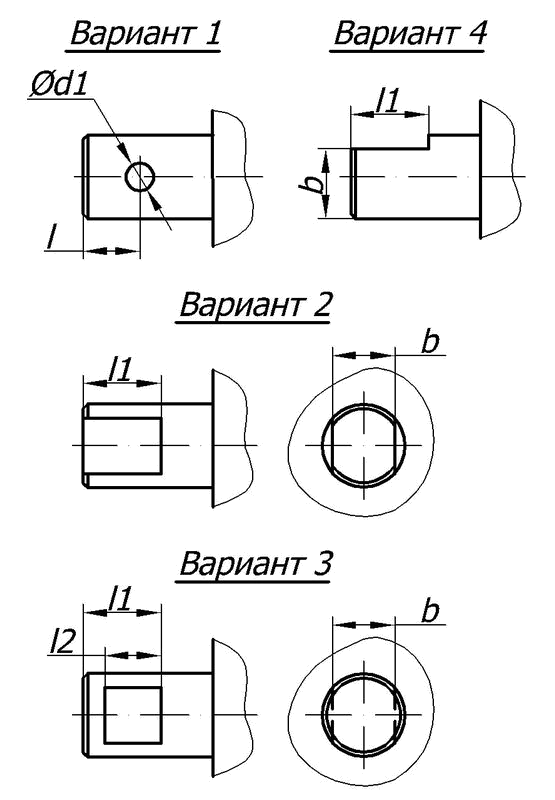 Вариант 1
Ød1
l
Вариант 4
l1
b
Вариант 2
l1
b
Вариант 3
l1
l2
b